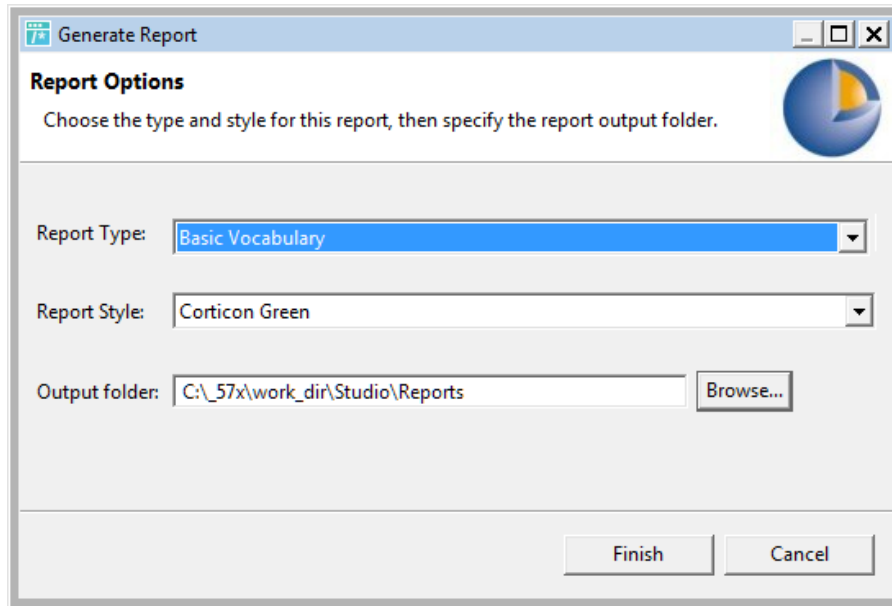 Generate Report
Report Options
Choose the type and style for this report, then specify the report output folder.
Report Type: Basic Vocabulary
Report Style: Corticon Green
Output folder: C:\_57x\work_dir\Studio\Reports Browse...
Finish Cancel